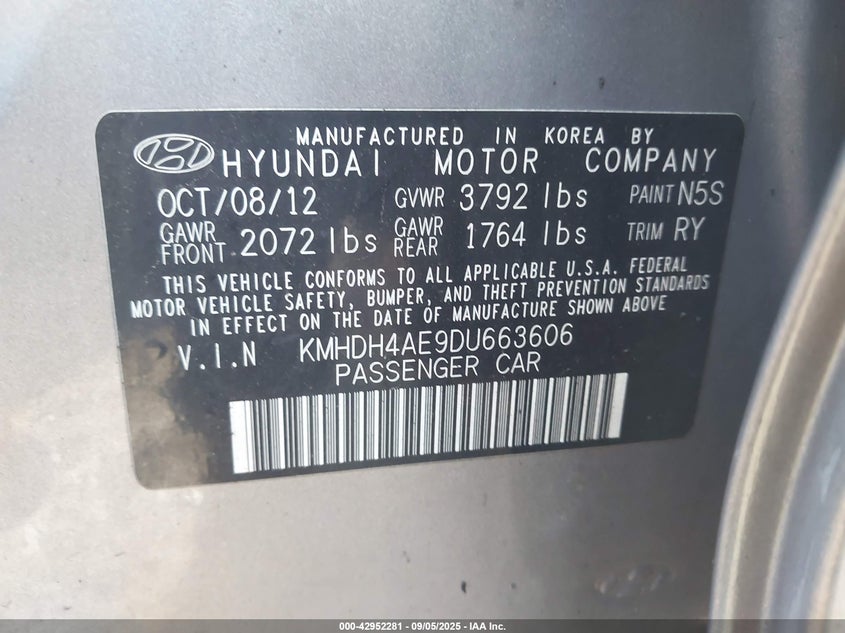 MANUFACTURED IN KOREA BY
HYUNDAI MOTOR COMPANY
OCT/08/12 GVWR 3792 lbs PAINT N5S
GAWR FRONT 2072 lbs GAWR REAR 1764 lbs TRIM RY
THIS VEHICLE CONFORMS TO ALL APPLICABLE U.S.A. FEDERAL
MOTOR VEHICLE SAFETY, BUMPER, AND THEFT PREVENTION STANDARDS
IN EFFECT ON THE DATE OF MANUFACTURE SHOWN ABOVE
V.I.N KMHDH4AE9DU663606
PASSENGER CAR
000-42952281 - 09/05/2025 - IAA Inc.